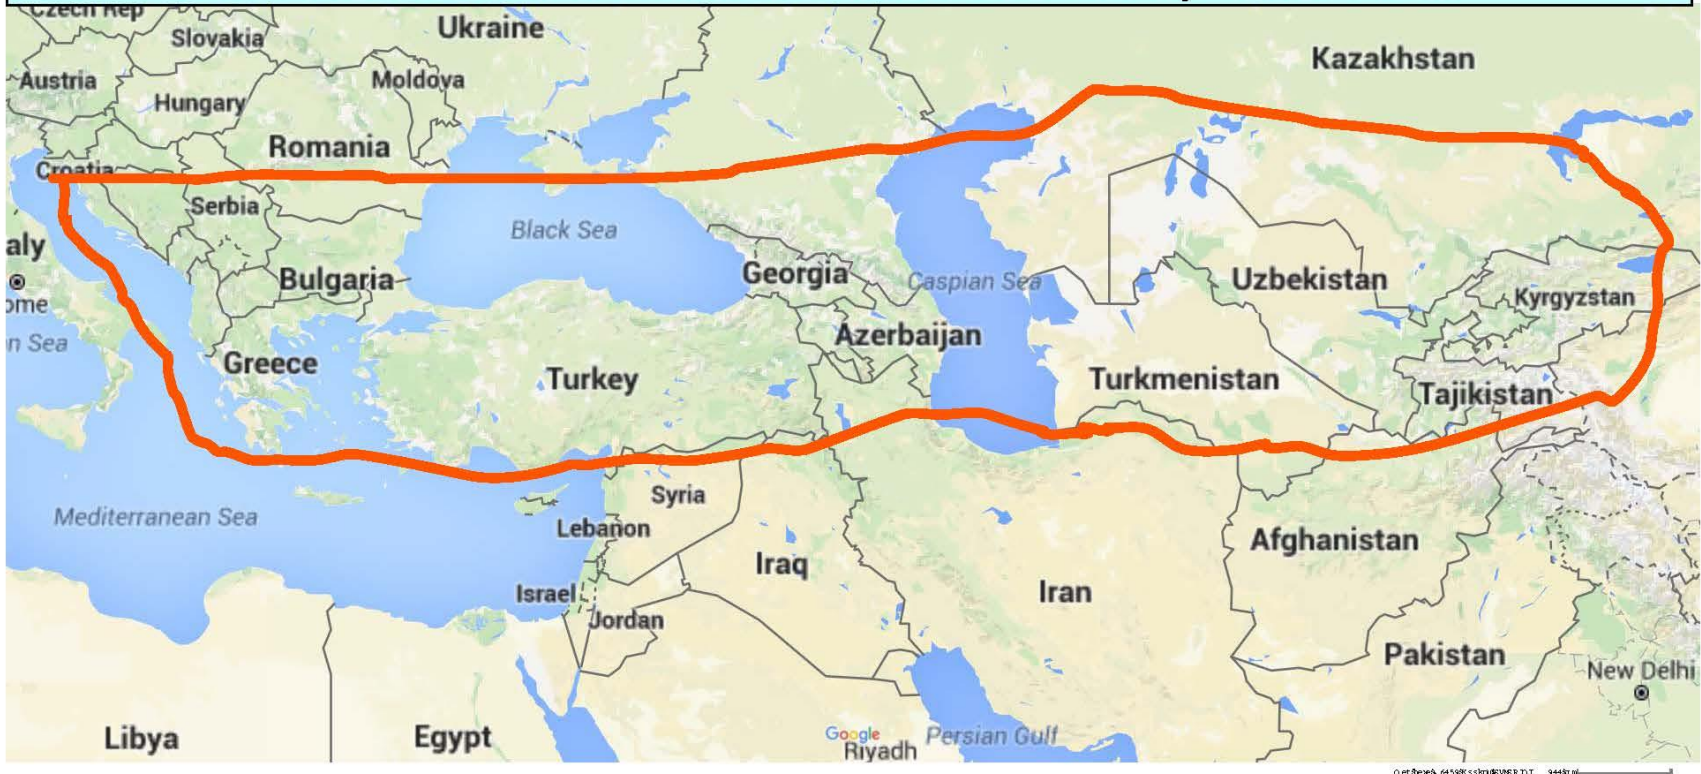 Czech Rep
Slovakia
Ukraine
Kazakhstan
Austria
Moldova
Hungary
Romania
Croatia
Serbia
Black Sea
aly
Bulgaria
Georgia
Caspian Sea
Uzbekistan
Kyrgyzstan
ome
n Sea
Azerbaijan
Greece
Turkey
Turkmenistan
Tajikistan
Syria
Mediterranean Sea
Lebanon
Afghanistan
Iraq
Israel
Iran
Jordan
Pakistan
New Delhi
Libya
Egypt
Google
Persian Gulf
Riyadh